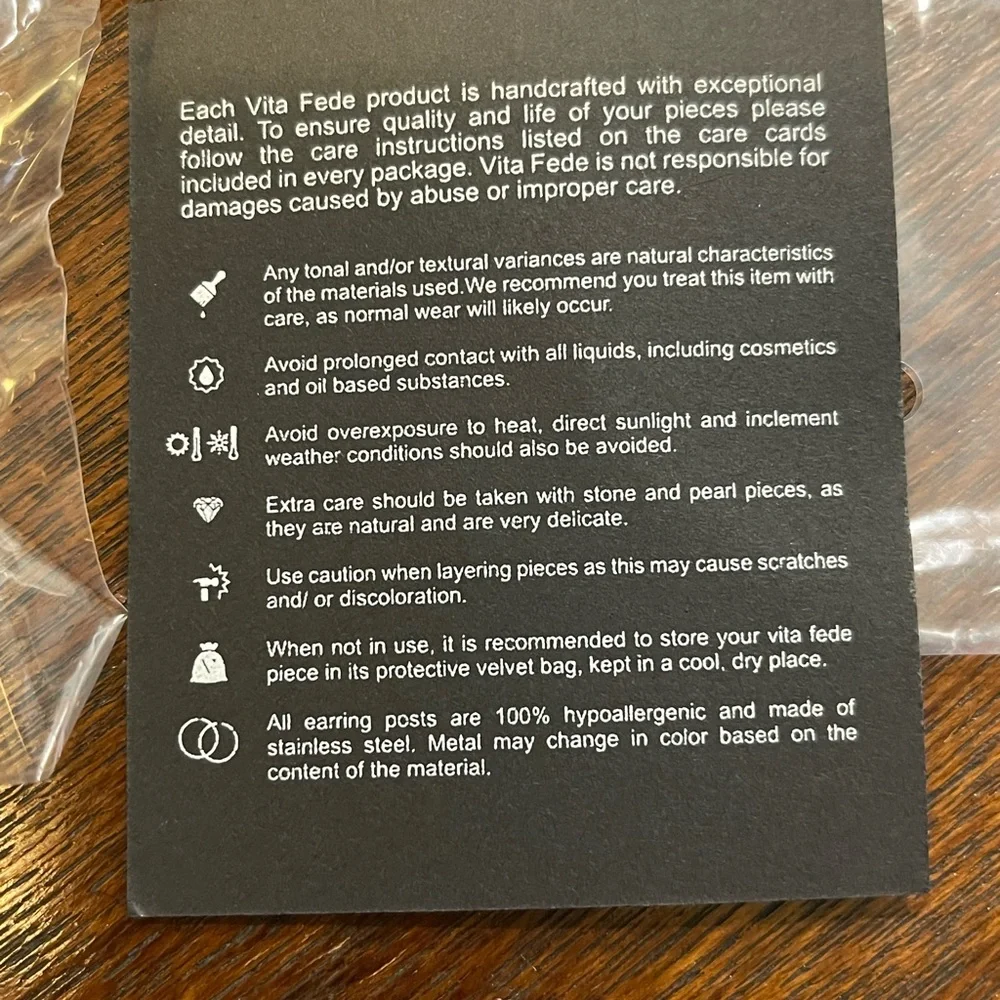 Each Vita Fede product is handcrafted with exceptional
detail. To ensure quality and life of your pieces please
follow the care instructions listed on the care cards
included in every package. Vita Fede is not responsible for
damages caused by abuse or improper care.
Any tonal and/or textural variances are natural characteristics
of the materials used.We recommend you treat this item with
care, as normal wear will likely occur.
Avoid prolonged contact with all liquids, including cosmetics
and oil based substances.
Avoid overexposure to heat, direct sunlight and inclement
weather conditions should also be avoided.
Extra care should be taken with stone and pearl pieces, as
they are natural and are very delicate.
Use caution when layering pieces as this may cause scratches
and/ or discoloration.
When not in use, it is recommended to store your vita fede
piece in its protective velvet bag, kept in a cool, dry place.
All earring posts are 100% hypoallergenic and made of
stainless steel. Metal may change in color based on the
content of the material.